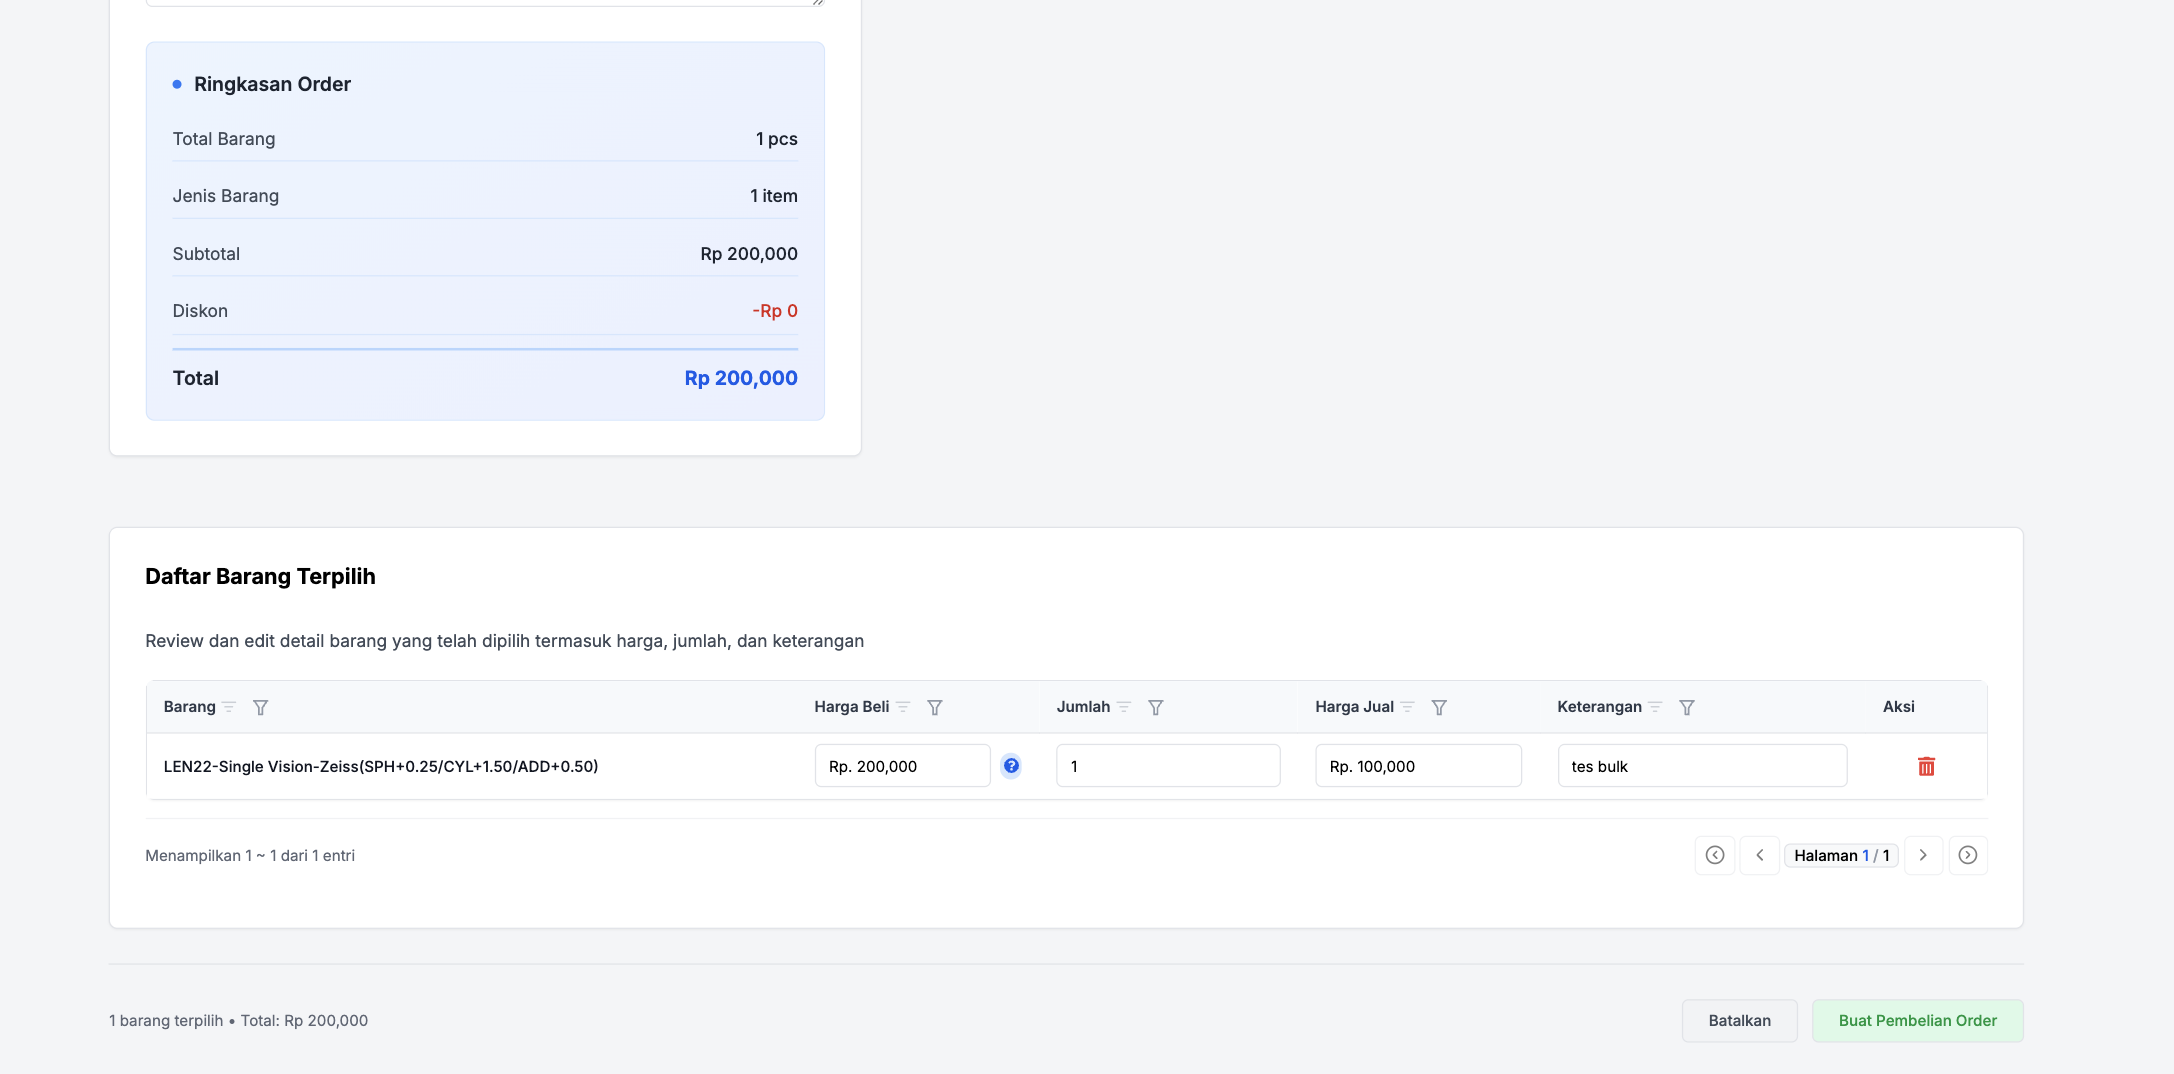 Ringkasan Order
Total Barang 1 pcs
Jenis Barang 1 item
Subtotal Rp 200,000
Diskon -Rp 0
Total Rp 200,000
Daftar Barang Terpilih
Review dan edit detail barang yang telah dipilih termasuk harga, jumlah, dan keterangan
Barang Harga Beli Jumlah Harga Jual Keterangan Aksi
LEN22-Single Vision-Zeiss(SPH+0.25/CYL+1.50/ADD+0.50) Rp. 200,000 ? 1 Rp. 100,000 tes bulk
Menampilkan 1 ~ 1 dari 1 entri Halaman 1 / 1
1 barang terpilih • Total: Rp 200,000 Batalkan Buat Pembelian Order